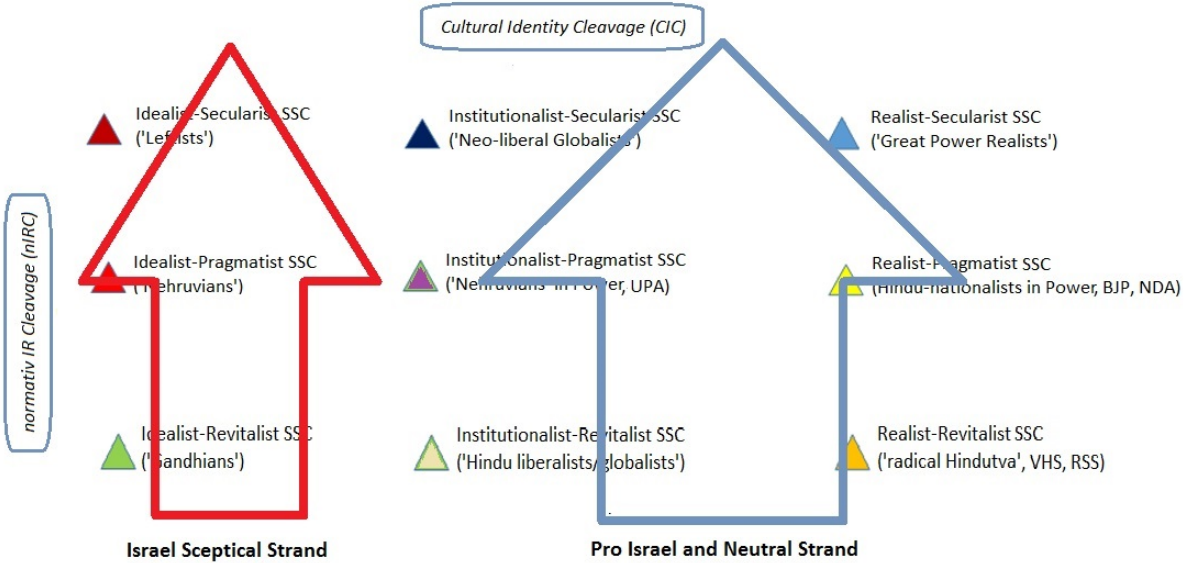 Cultural Identity Cleavage (CIC)
Idealist-Secularist SSC
('Leftists')
Institutionalist-Secularist SSC
('Neo-liberal Globalists')
Realist-Secularist SSC
('Great Power Realists')
normativ IR Cleavage (nIRC)
Idealist-Pragmatist SSC
('Nehruvians')
Institutionalist-Pragmatist SSC
('Nehruvians' in Power, UPA)
Realist-Pragmatist SSC
(Hindu-nationalists in Power, BJP, NDA)
Idealist-Revitalist SSC
('Gandhians')
Institutionalist-Revitalist SSC
('Hindu liberalists/globalists')
Realist-Revitalist SSC
('radical Hindutva', VHS, RSS)
Israel Sceptical Strand
Pro Israel and Neutral Strand